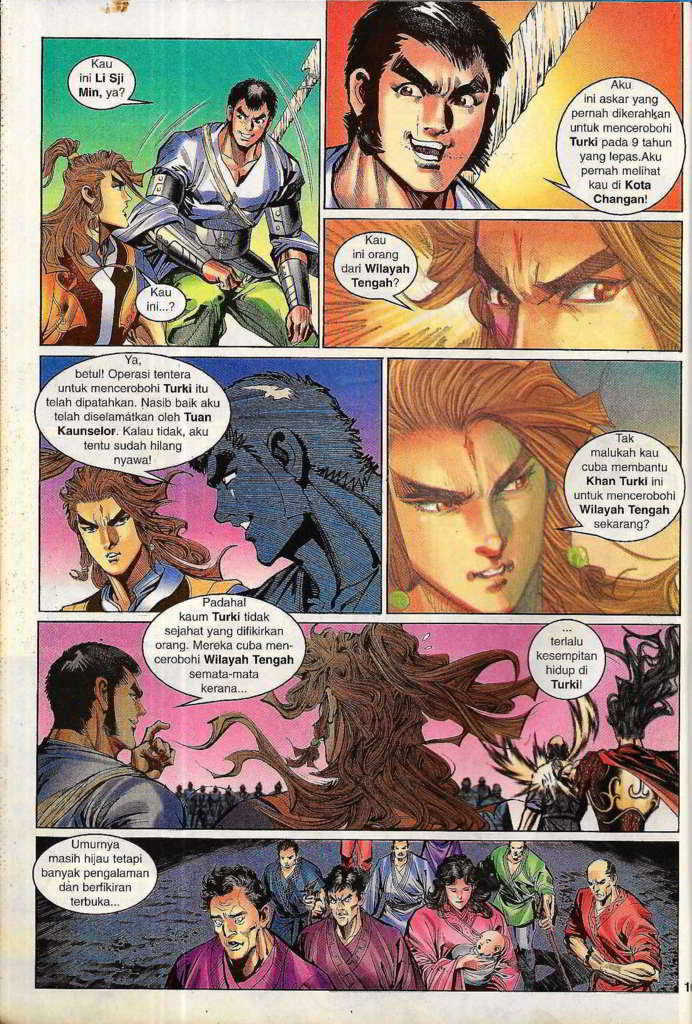 Kau
ini Li Sji
Min, ya?
Kau
ini...?
Aku
ini askar yang
pernah dikerahkan
untuk mencerobohi
Turki pada 9 tahun
yang lepas.Aku
pernah melihat
kau di Kota
Changan!
Kau
ini orang
dari Wilayah
Tengah?
Ya,
betul! Operasi tentera
untuk mencerobohi Turki itu
telah dipatahkan. Nasib baik aku
telah diselamatkan oleh Tuan
Kaunselor. Kalau tidak, aku
tentu sudah hilang
nyawa!
Tak
malukah kau
cuba membantu
Khan Turki ini
untuk mencerobohi
Wilayah Tengah
sekarang?
Padahal
kaum Turki tidak
sejahat yang difikirkan
orang. Mereka cuba men-
cerobohi Wilayah Tengah
semata-mata
kerana...
...
terlalu
kesempitan
hidup di
Turki!
Umurnya
masih hijau tetapi
banyak pengalaman
dan berfikiran
terbuka...